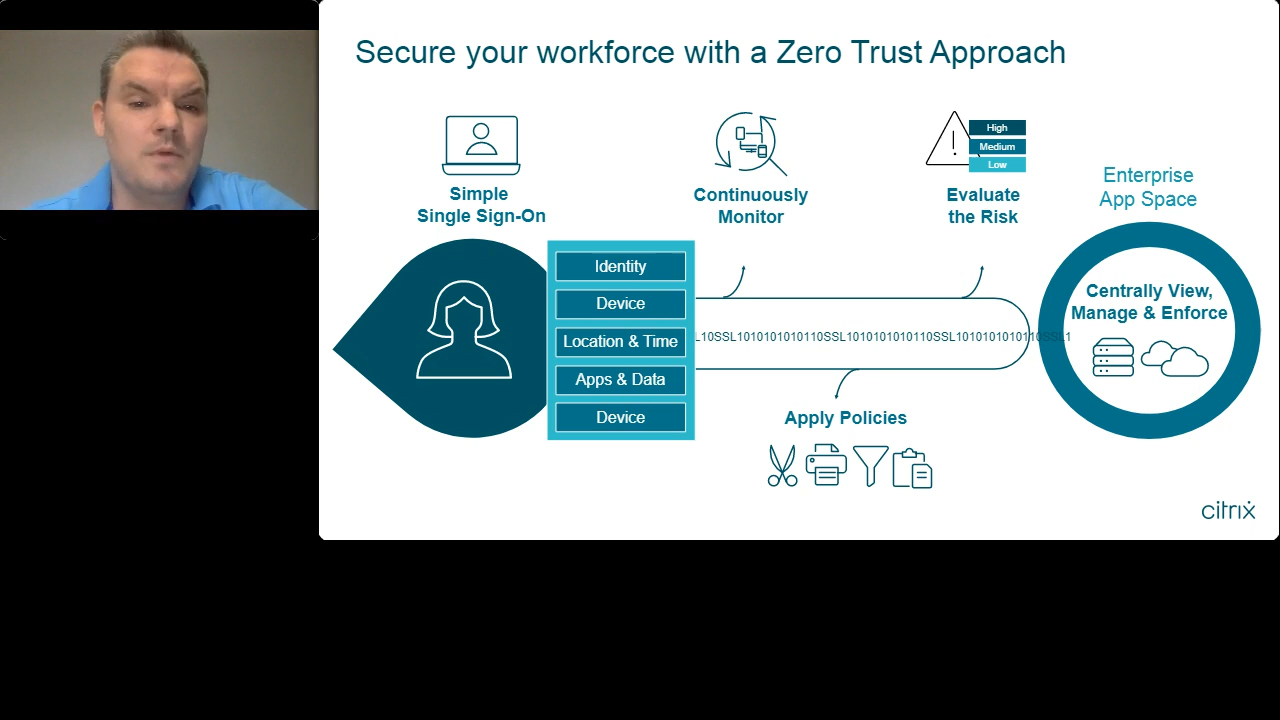 Secure your workforce with a Zero Trust Approach
Simple
Single Sign-On
Continuously
Monitor
High
Medium
Low
Evaluate
the Risk
Enterprise
App Space
Identity
Device
Location & Time
Apps & Data
Device
L10SSL1010101010110SSL1010101010110SSL1010101010110SSL1
Centrally View,
Manage & Enforce
Apply Policies
citrix